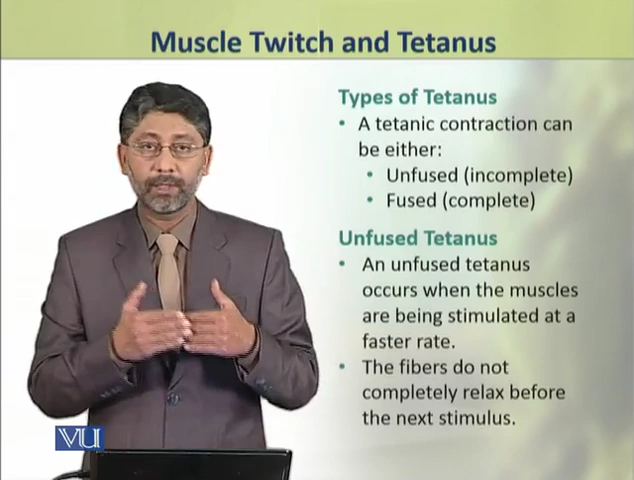 Muscle Twitch and Tetanus
Types of Tetanus
• A tetanic contraction can
be either:
• Unfused (incomplete)
• Fused (complete)
Unfused Tetanus
• An unfused tetanus
occurs when the muscles
are being stimulated at a
faster rate.
• The fibers do not
completely relax before
the next stimulus.
VU